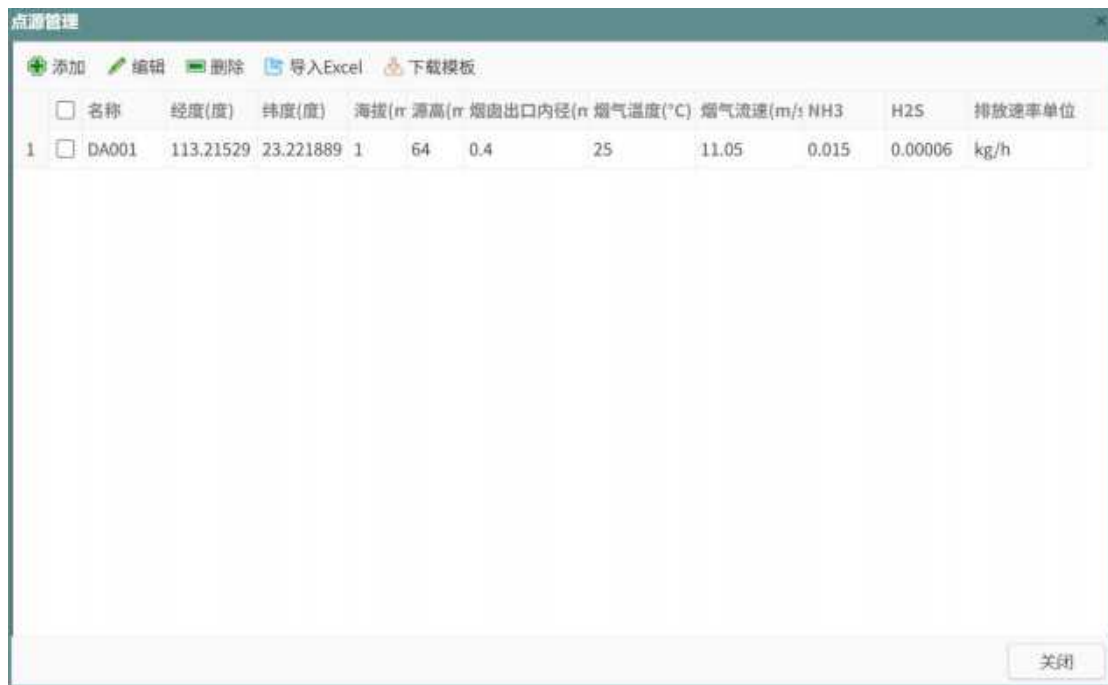 点源管理
添加 编辑 删除 导入Excel 下载模板
名称 经度(度) 纬度(度) 海拔(m 源高(m 烟囱出口内径(m 烟气温度(°C) 烟气流速(m/s NH3 H2S 排放速率单位
1 DA001 113.21529 23.221889 1 64 0.4 25 11.05 0.015 0.00006 kg/h
关闭